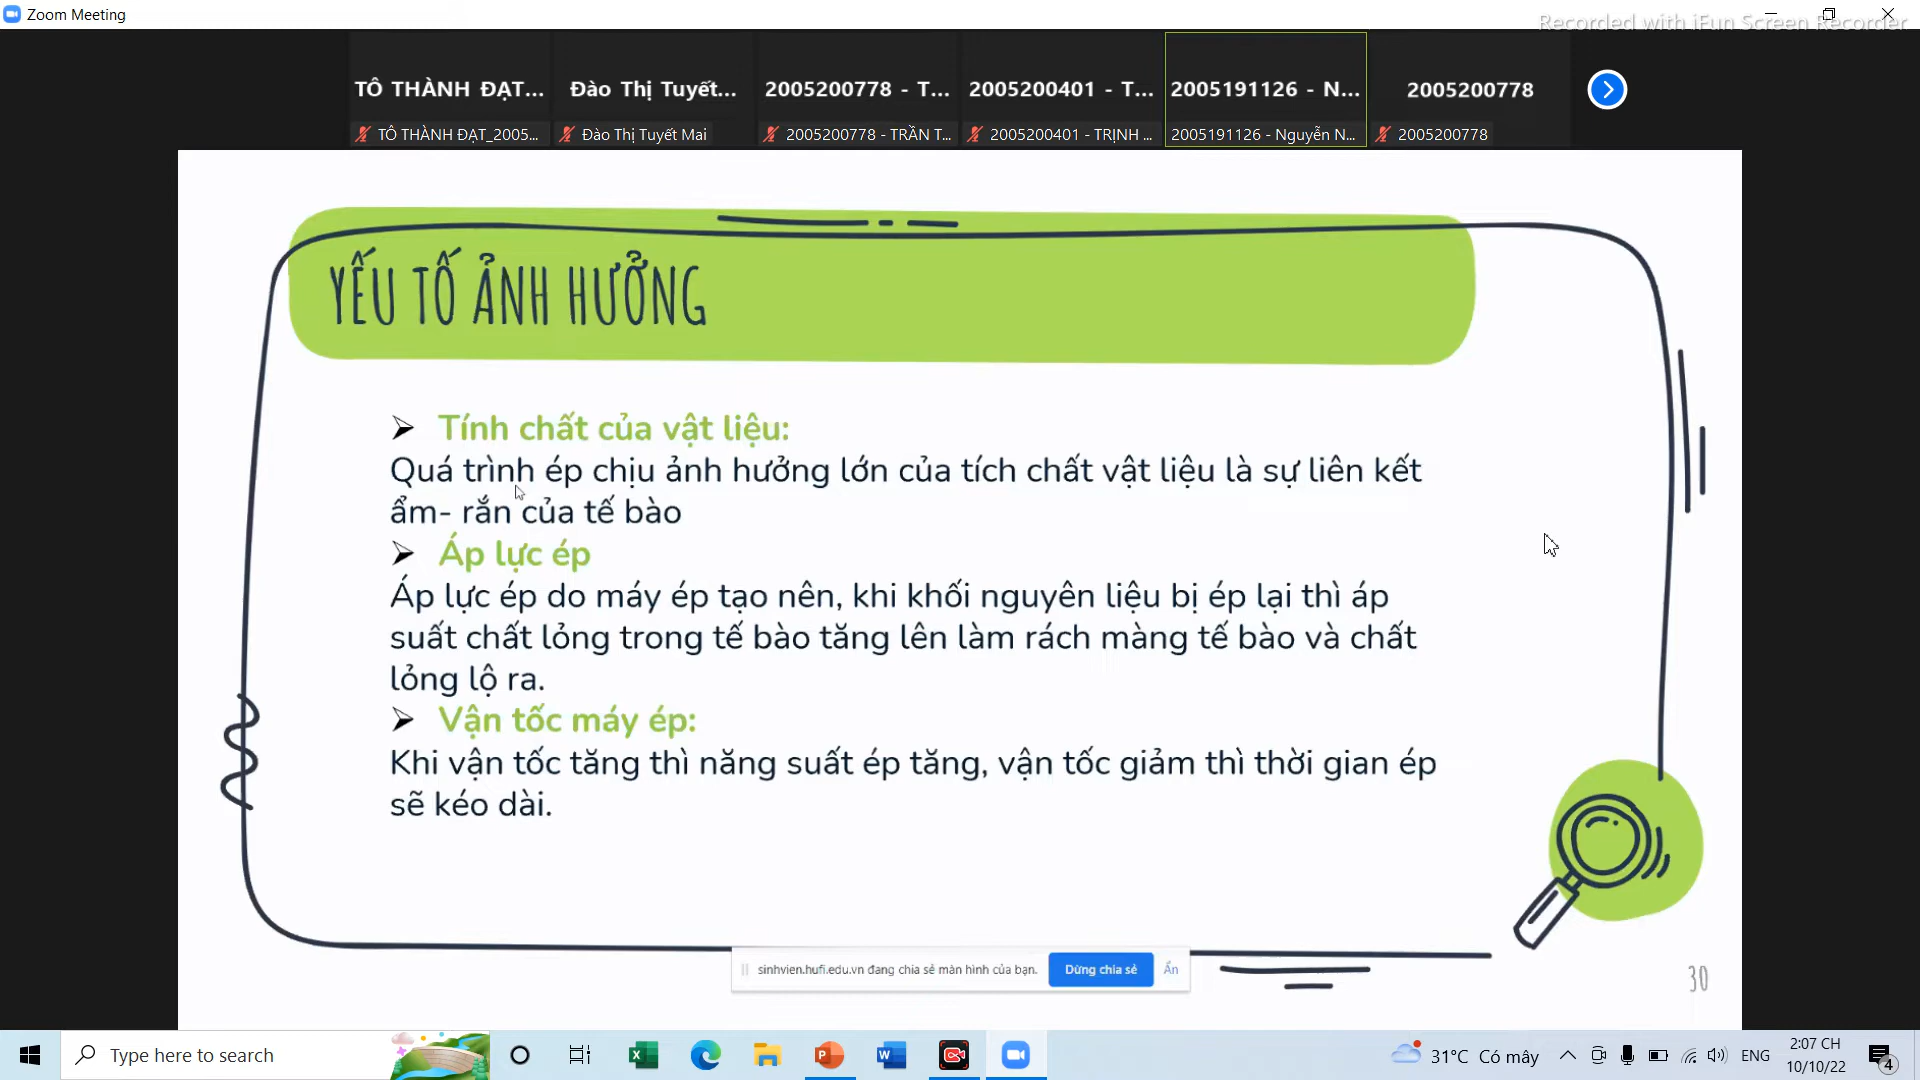 Zoom Meeting
Recorded with iFun Screen Recorder
TÔ THÀNH ĐẠT...
Đào Thị Tuyết...
2005200778 - T...
2005200401 - T...
2005191126 - N...
2005200778
TÔ THÀNH ĐẠT_2005...
Đào Thị Tuyết Mai
2005200778 - TRẦN T...
2005200401 - TRỊNH ...
2005191126 - Nguyễn N...
2005200778
YẾU TỐ ẢNH HƯỞNG
Tính chất của vật liệu:
Quá trình ép chịu ảnh hưởng lớn của tích chất vật liệu là sự liên kết
ẩm- rắn của tế bào
Áp lực ép
Áp lực ép do máy ép tạo nên, khi khối nguyên liệu bị ép lại thì áp
suất chất lỏng trong tế bào tăng lên làm rách màng tế bào và chất
lỏng lộ ra.
Vận tốc máy ép:
Khi vận tốc tăng thì năng suất ép tăng, vận tốc giảm thì thời gian ép
sẽ kéo dài.
sinhvien.hufi.edu.vn đang chia sẻ màn hình của bạn.
Dừng chia sẻ
Ẩn
30
Type here to search
31°C Có mây
ENG
2:07 CH
10/10/22
4